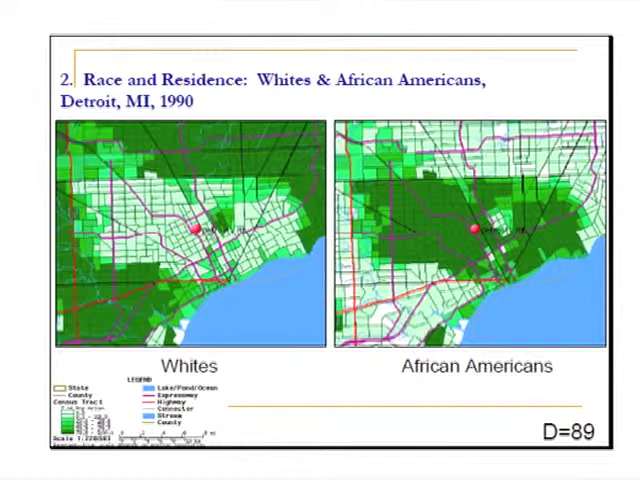 2. Race and Residence: Whites & African Americans,
Detroit, MI, 1990
Whites
African Americans
LEGEND
State
County
Census Tract
Lake/Pond/Ocean
Expressway
Highway
Connector
Stream
County
D=89